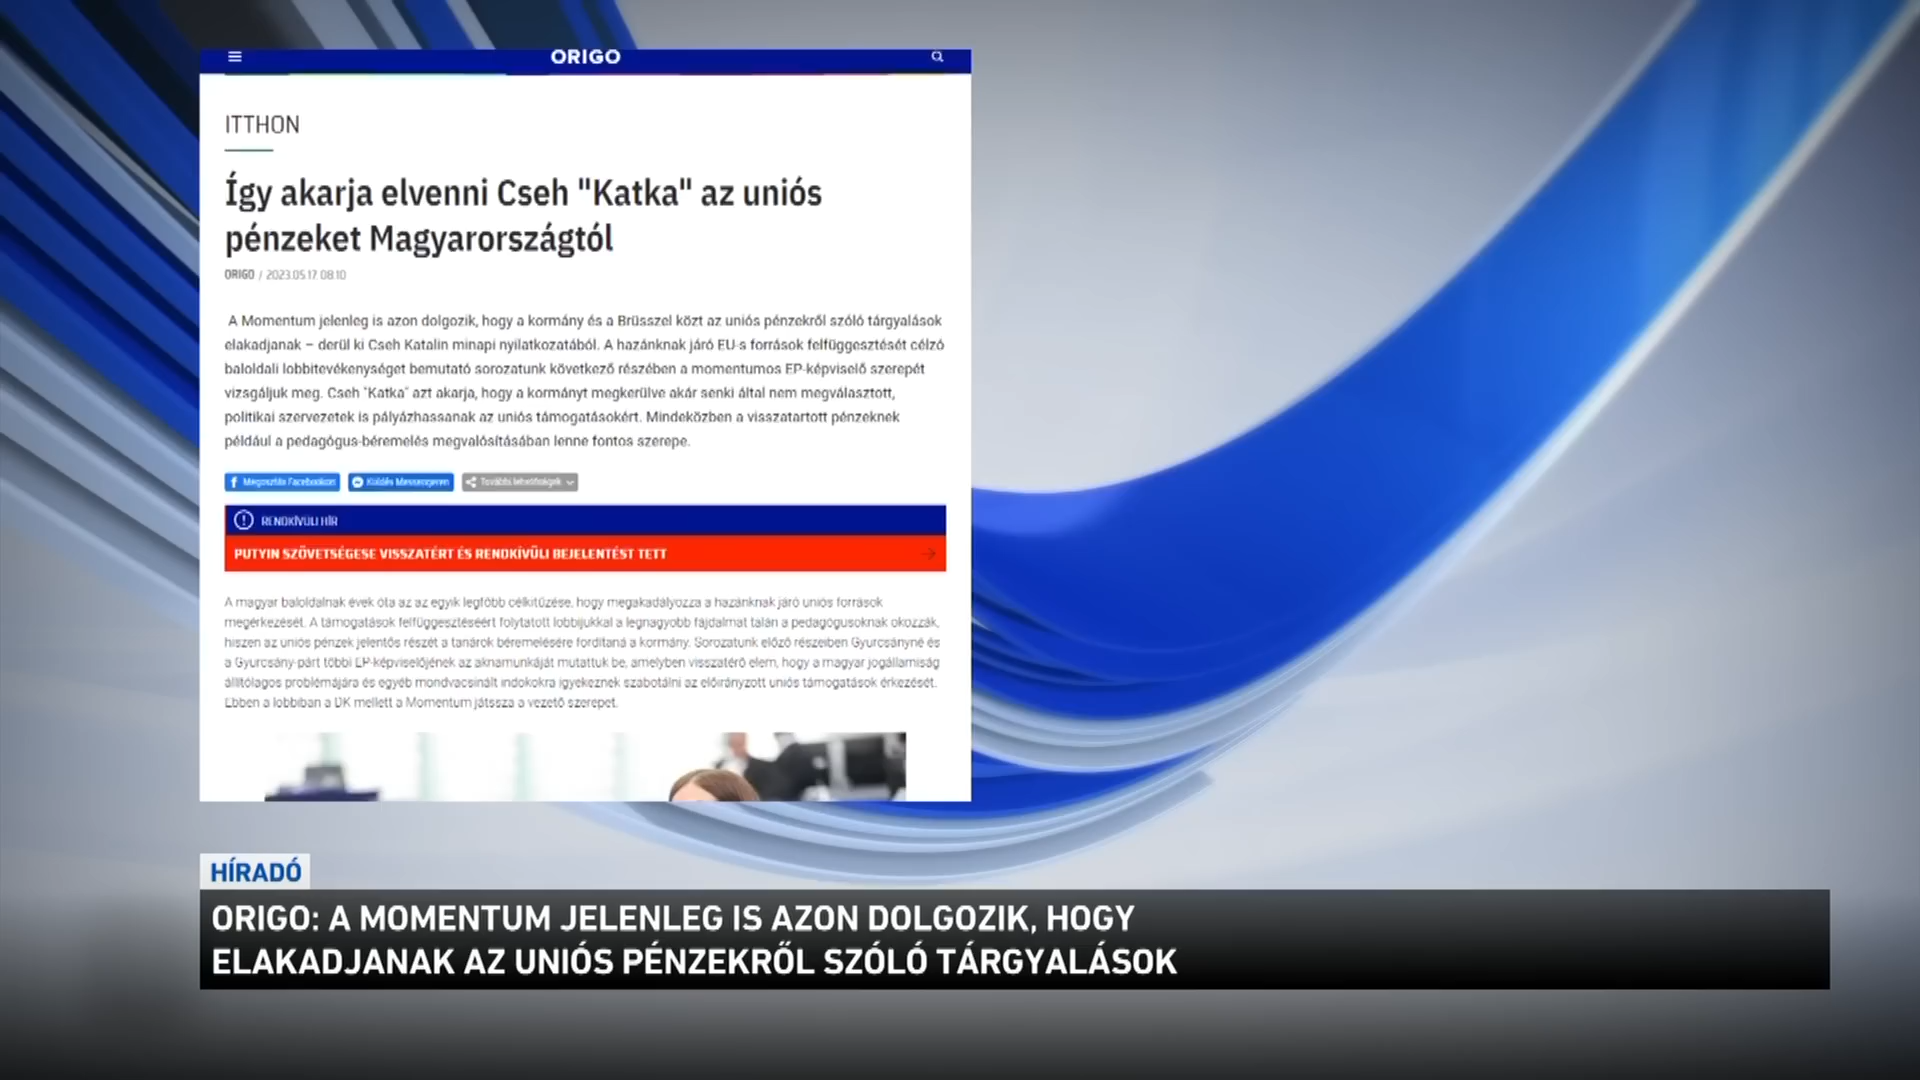 ORIGO
ITTHON
Így akarja elvenni Cseh "Katka" az uniós
pénzeket Magyarországtól
ORIGO / 2023.05.17. 08:10
A Momentum jelenleg is azon dolgozik, hogy a kormány és a Brüsszel közt az uniós pénzekről szóló tárgyalások
elakadjanak – derül ki Cseh Katalin minapi nyilatkozatából. A hazánknak járó EU-s források felfüggesztését célzó
baloldali lobbitevékenységet bemutató sorozatunk következő részében a momentumos EP-képviselő szerepét
vizsgáljuk meg. Cseh "Katka" azt akarja, hogy a kormányt megkerülve akár senki által nem megválasztott,
politikai szervezetek is pályázhassanak az uniós támogatásokért. Mindeközben a visszatartott pénzeknek
például a pedagógus-béremelés megvalósításában lenne fontos szerepe.
Megosztás Facebookon Küldés Messengeren További lehetőségek
RENDKÍVÜLI HÍR
PUTYIN SZÖVETSÉGESE VISSZATÉRT ÉS RENDKÍVÜLI BEJELENTÉST TETT
A magyar baloldalnak évek óta az az egyik legfőbb célkitűzése, hogy megakadályozza a hazánknak járó uniós források
megérkezését. A támogatások felfüggesztéséért folytatott lobbijukkal a legnagyobb fájdalmat talán a pedagógusoknak okozzák,
hiszen az uniós pénzek jelentős részét a tanárok béremelésére fordítaná a kormány. Sorozatunk előző részeiben Gyurcsányné és
a Gyurcsány-párt többi EP-képviselőjének az aknamunkáját mutattuk be, amelyben visszatérő elem, hogy a magyar jogállamiság
állítólagos problémájára és egyéb mondvacsinált indokokra igyekeznek szabotálni az előirányzott uniós támogatások érkezését.
Ebben a lobbiban a DK mellett a Momentum játssza a vezető szerepet.
HÍRADÓ
ORIGO: A MOMENTUM JELENLEG IS AZON DOLGOZIK, HOGY
ELAKADJANAK AZ UNIÓS PÉNZEKRŐL SZÓLÓ TÁRGYALÁSOK